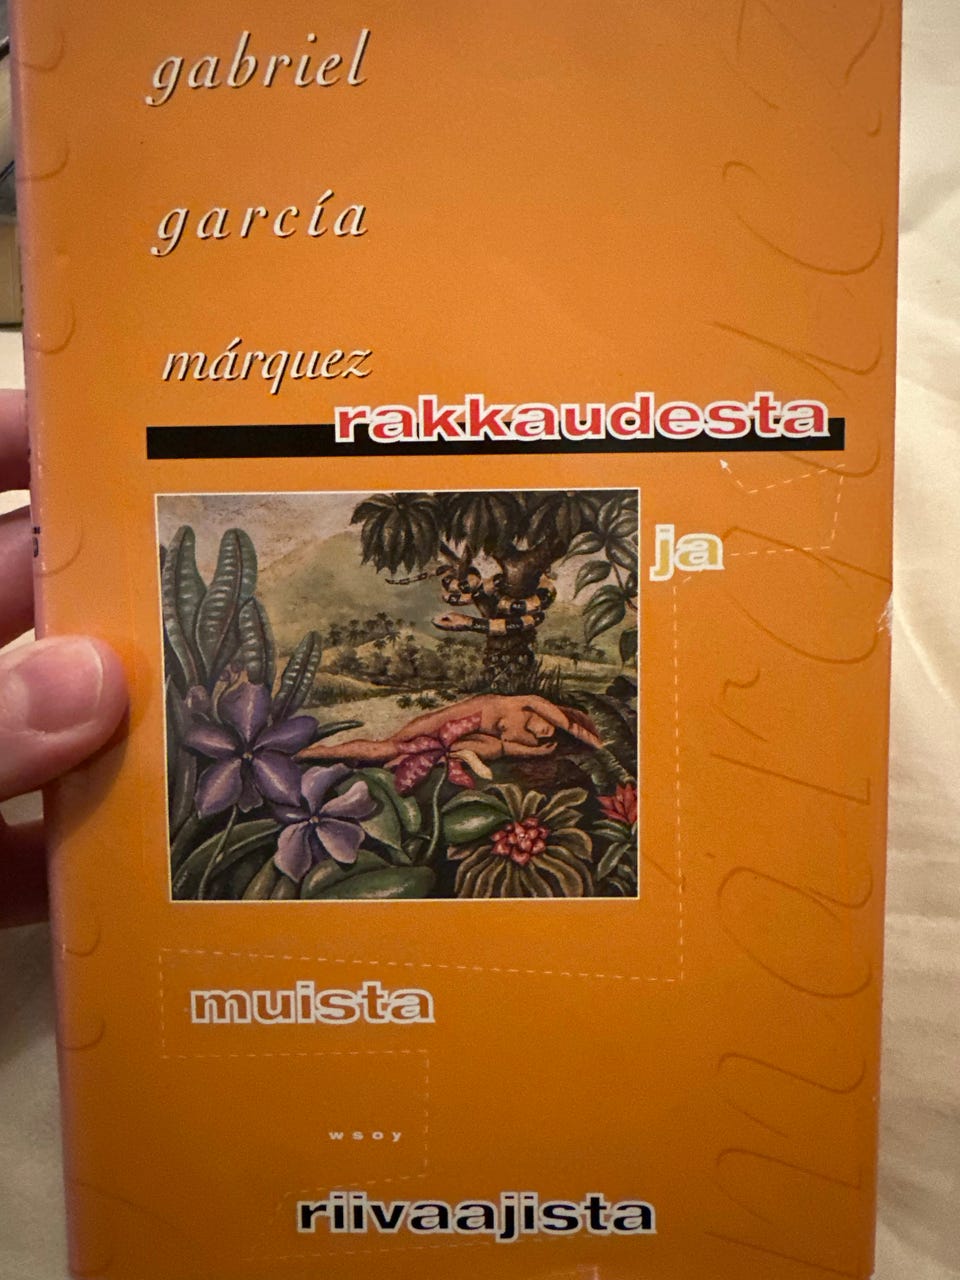 gabriel
garcía
márquez
rakkaudesta
ja
muista
wsoy
riivaajista